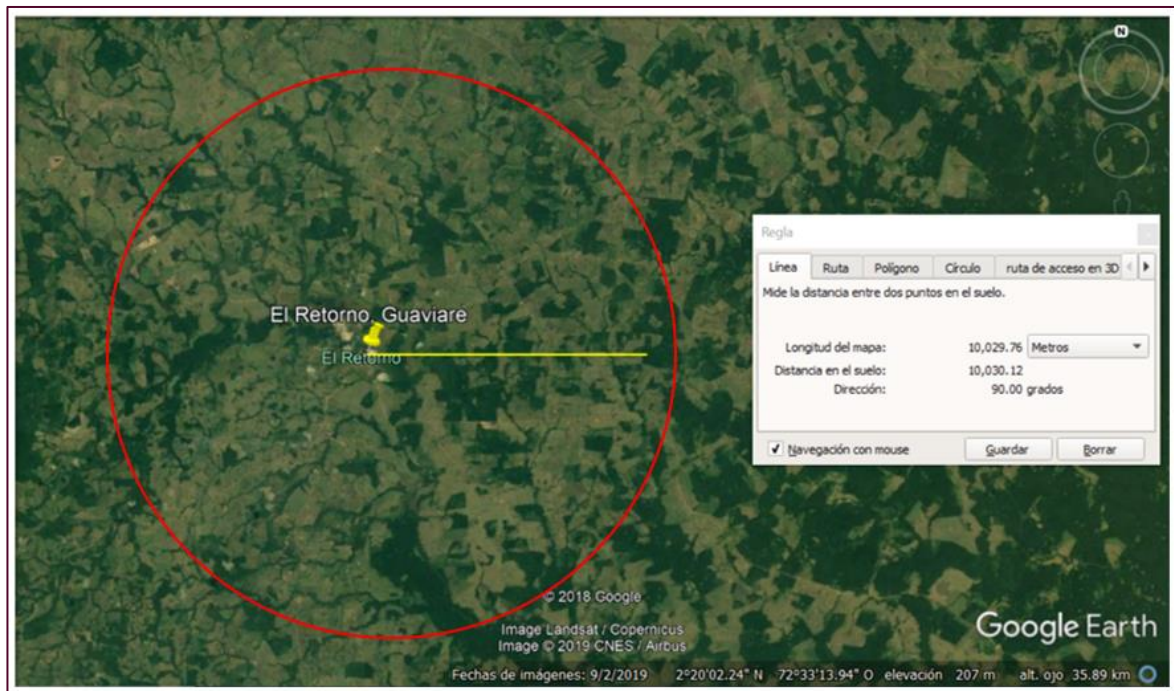 N
Regla
Línea Ruta Polígono Círculo ruta de acceso en 3D
Mide la distancia entre dos puntos en el suelo.
Longitud del mapa: 10,029.76 Metros
Distancia en el suelo: 10,030.12
Dirección: 90.00 grados
Navegación con mouse Guardar Borrar
El Retorno, Guaviare
El Retorno
© 2018 Google
Image Landsat / Copernicus
Image © 2019 CNES / Airbus
Google Earth
Fechas de imágenes: 9/2/2019 2°20'02.24" N 72°33'13.94" O elevación 207 m alt. ojo 35.89 km